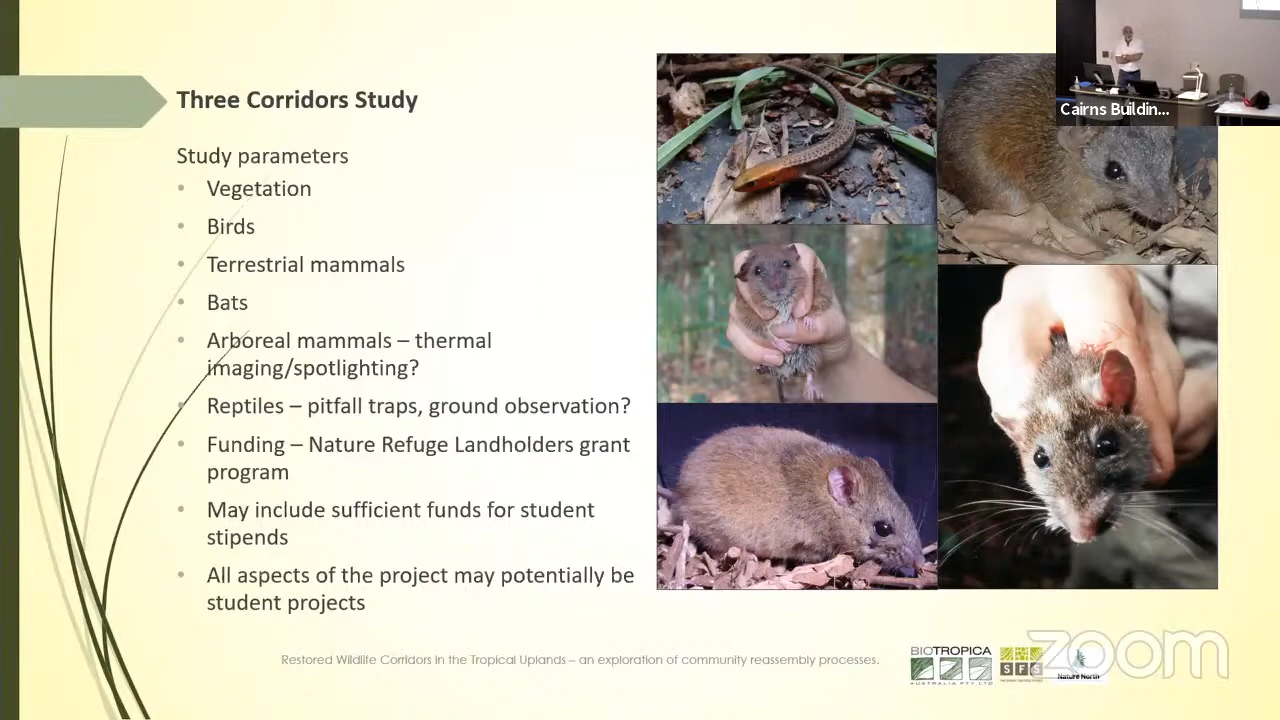 Cairns Buildin...
Three Corridors Study
Study parameters
• Vegetation
• Birds
• Terrestrial mammals
• Bats
• Arboreal mammals – thermal
imaging/spotlighting?
• Reptiles – pitfall traps, ground observation?
• Funding – Nature Refuge Landholders grant
program
• May include sufficient funds for student
stipends
• All aspects of the project may potentially be
student projects
Restored Wildlife Corridors in the Tropical Uplands – an exploration of community reassembly processes.
BIOTROPICA
AUSTRALIA PTY LTD
SFS
Nature North
zoom